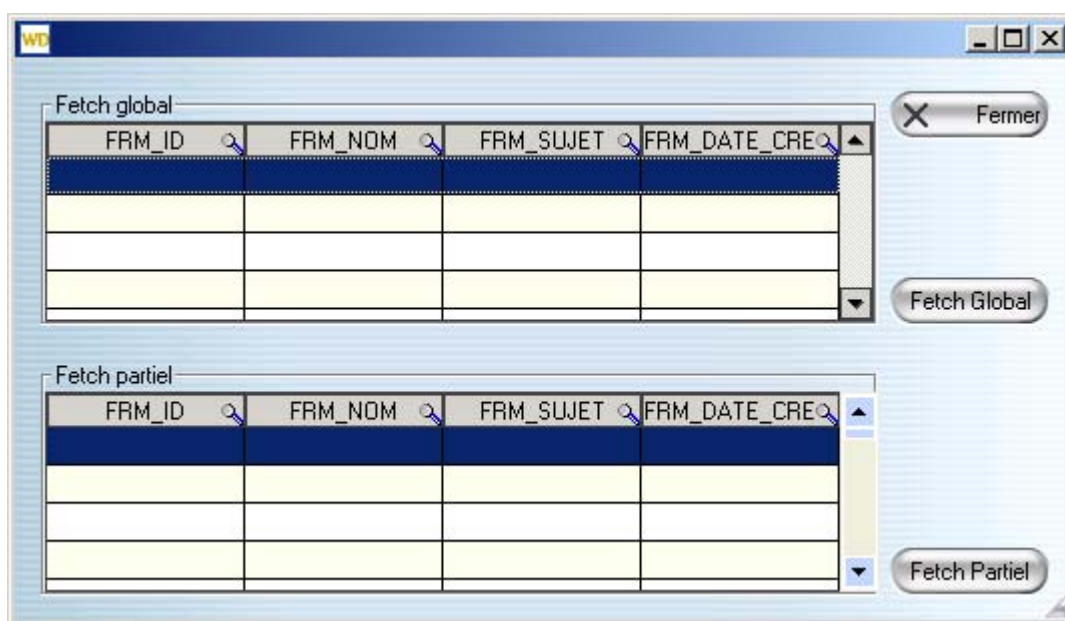 WD
Fetch global
FRM_ID FRM_NOM FRM_SUJET FRM_DATE_CRE
Fermer
Fetch Global
Fetch partiel
FRM_ID FRM_NOM FRM_SUJET FRM_DATE_CRE
Fetch Partiel